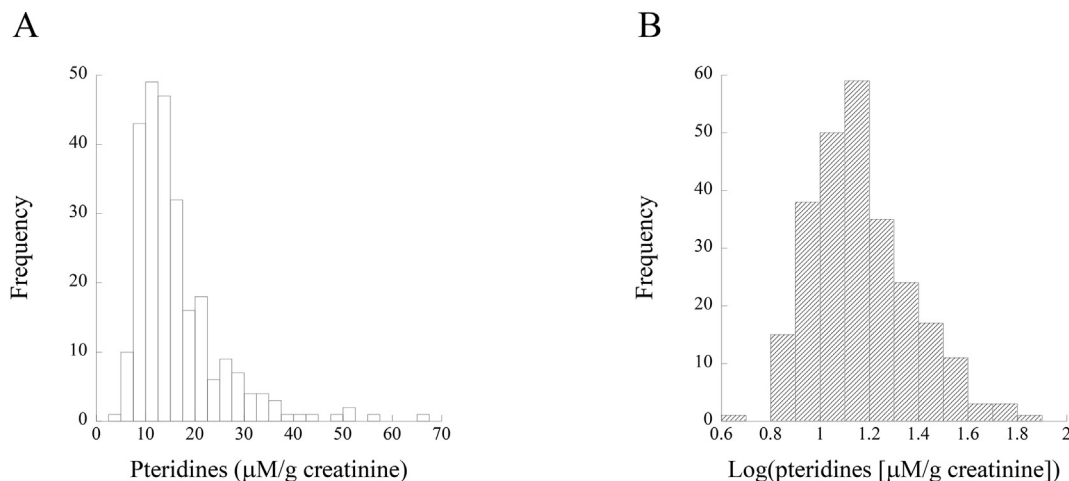 A
B
50
40
30
20
10
0
Frequency
0 10 20 30 40 50 60 70
Pteridines (μM/g creatinine)
60
50
40
30
20
10
0
Frequency
0.6 0.8 1 1.2 1.4 1.6 1.8 2
Log(pteridines [μM/g creatinine])